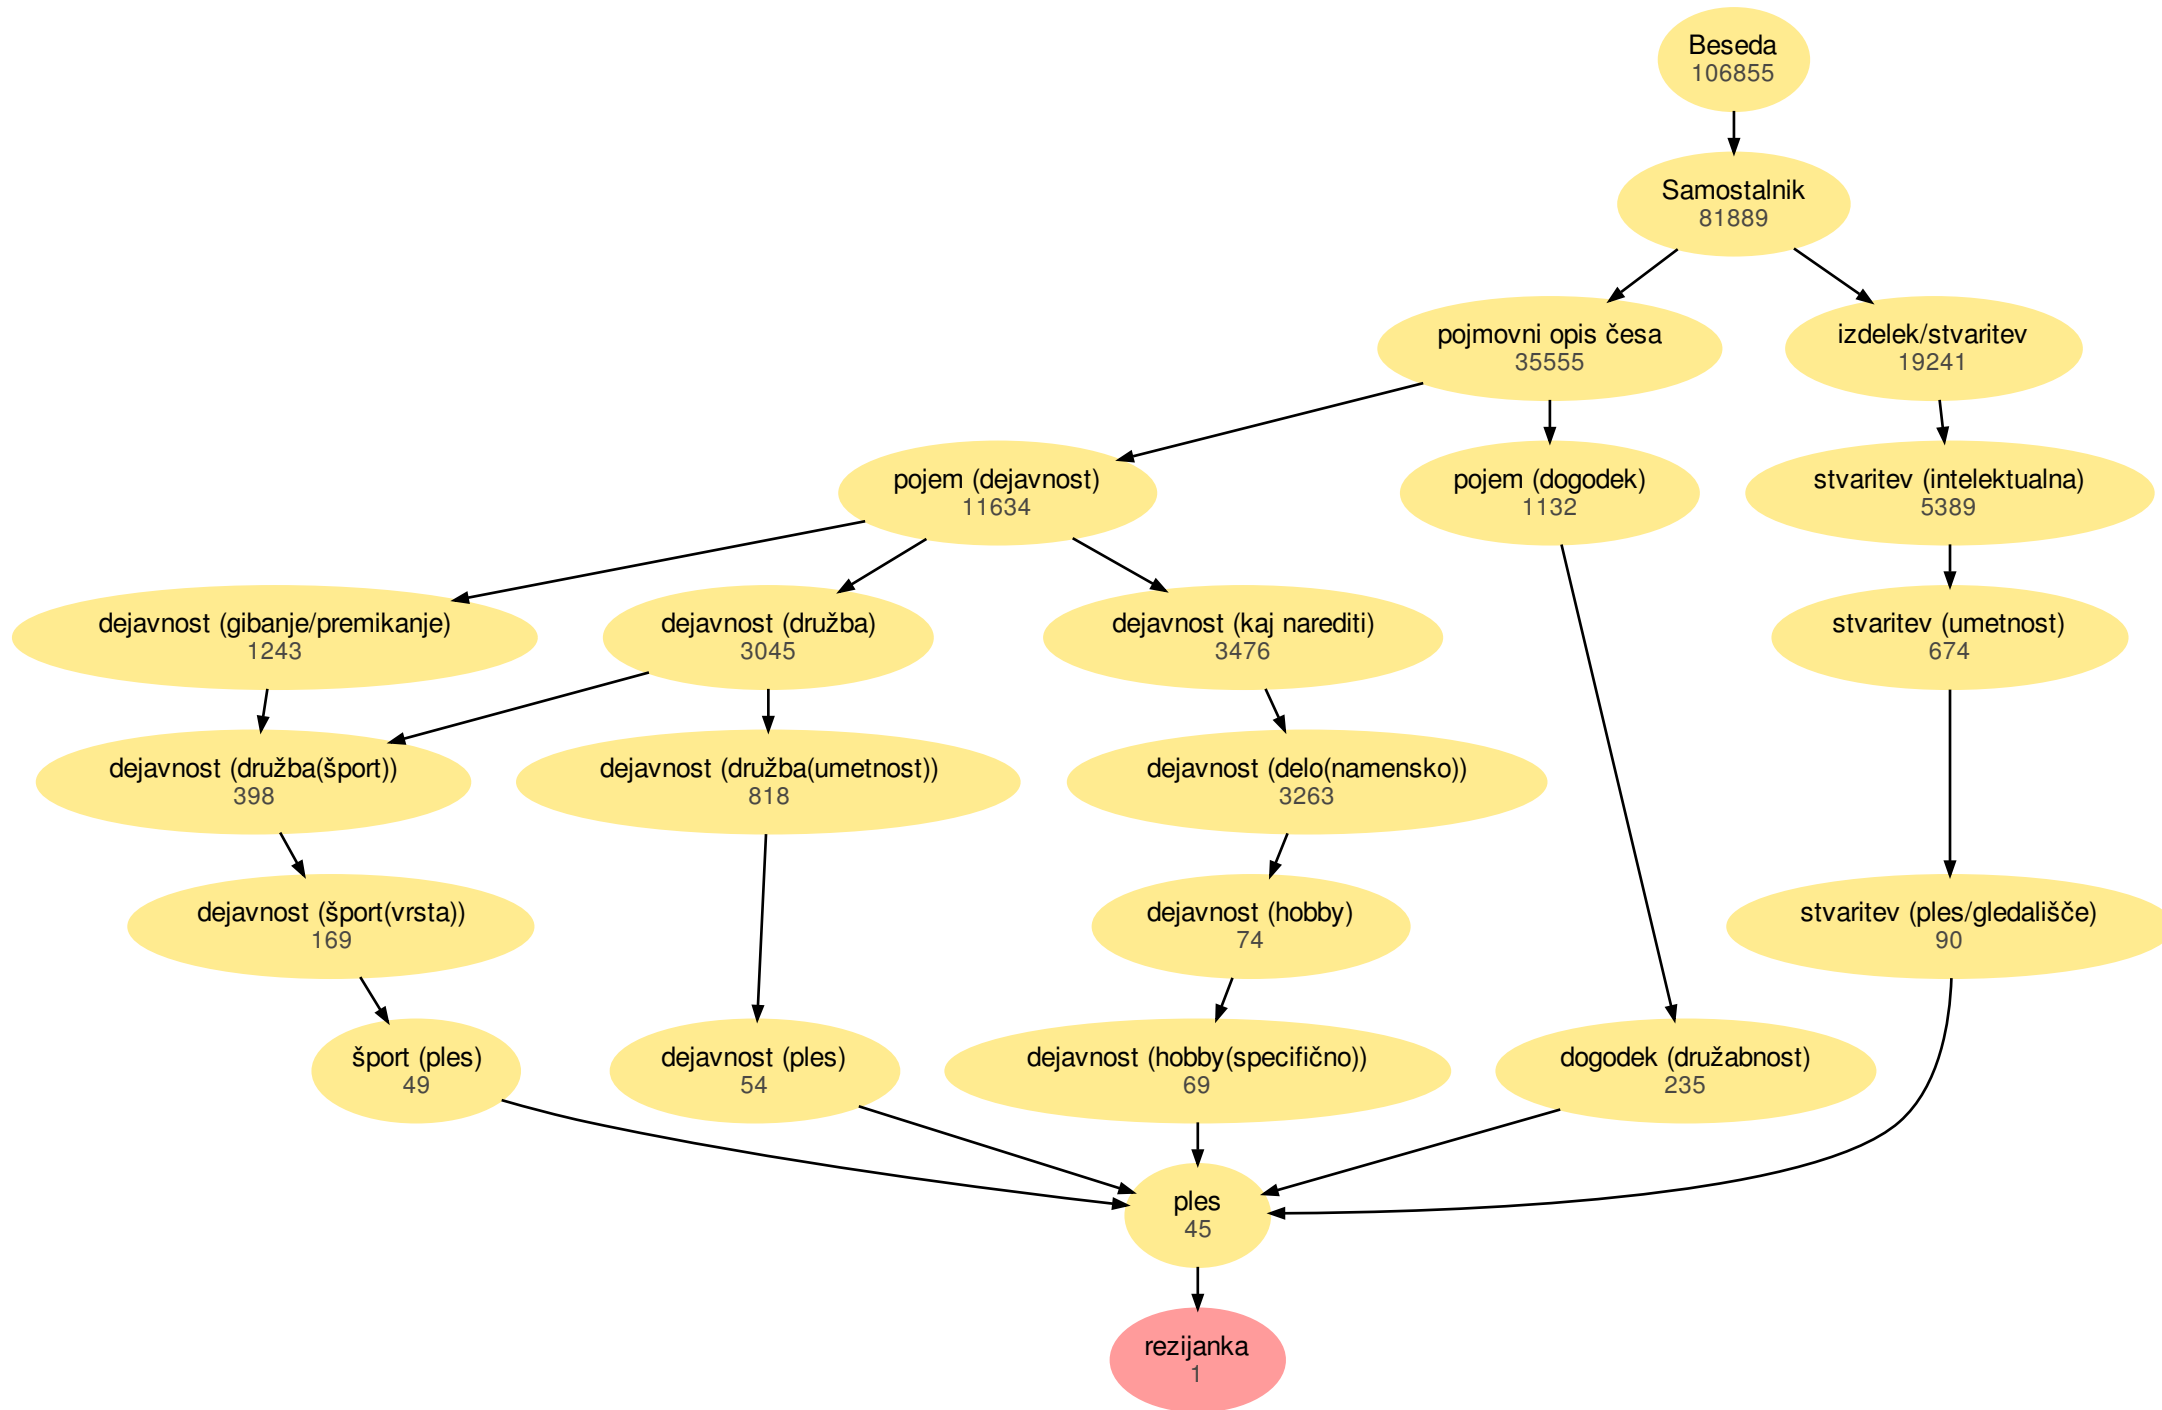 Beseda
106855
Samostalnik
81889
pojmovni opis česa
35555
izdelek/stvaritev
19241
pojem (dejavnost)
11634
pojem (dogodek)
1132
stvaritev (intelektualna)
5389
dejavnost (gibanje/premikanje)
1243
dejavnost (družba)
3045
dejavnost (kaj narediti)
3476
stvaritev (umetnost)
674
dejavnost (družba(šport))
398
dejavnost (družba(umetnost))
818
dejavnost (delo(namensko))
3263
dejavnost (šport(vrsta))
169
dejavnost (hobby)
74
stvaritev (ples/gledališče)
90
šport (ples)
49
dejavnost (ples)
54
dejavnost (hobby(specifično))
69
dogodek (družabnost)
235
ples
45
rezijanka
1